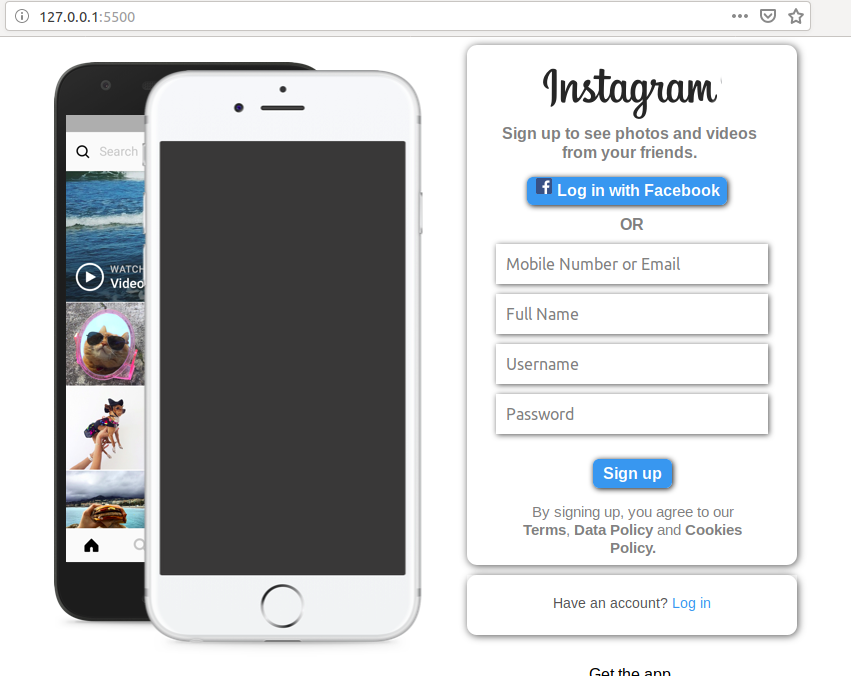 127.0.0.1:5500
Search
WATCH
Video
Instagram
Sign up to see photos and videos
from your friends.
f Log in with Facebook
OR
Mobile Number or Email
Full Name
Username
Password
Sign up
By signing up, you agree to our
Terms, Data Policy and Cookies
Policy.
Have an account? Log in
Get the app